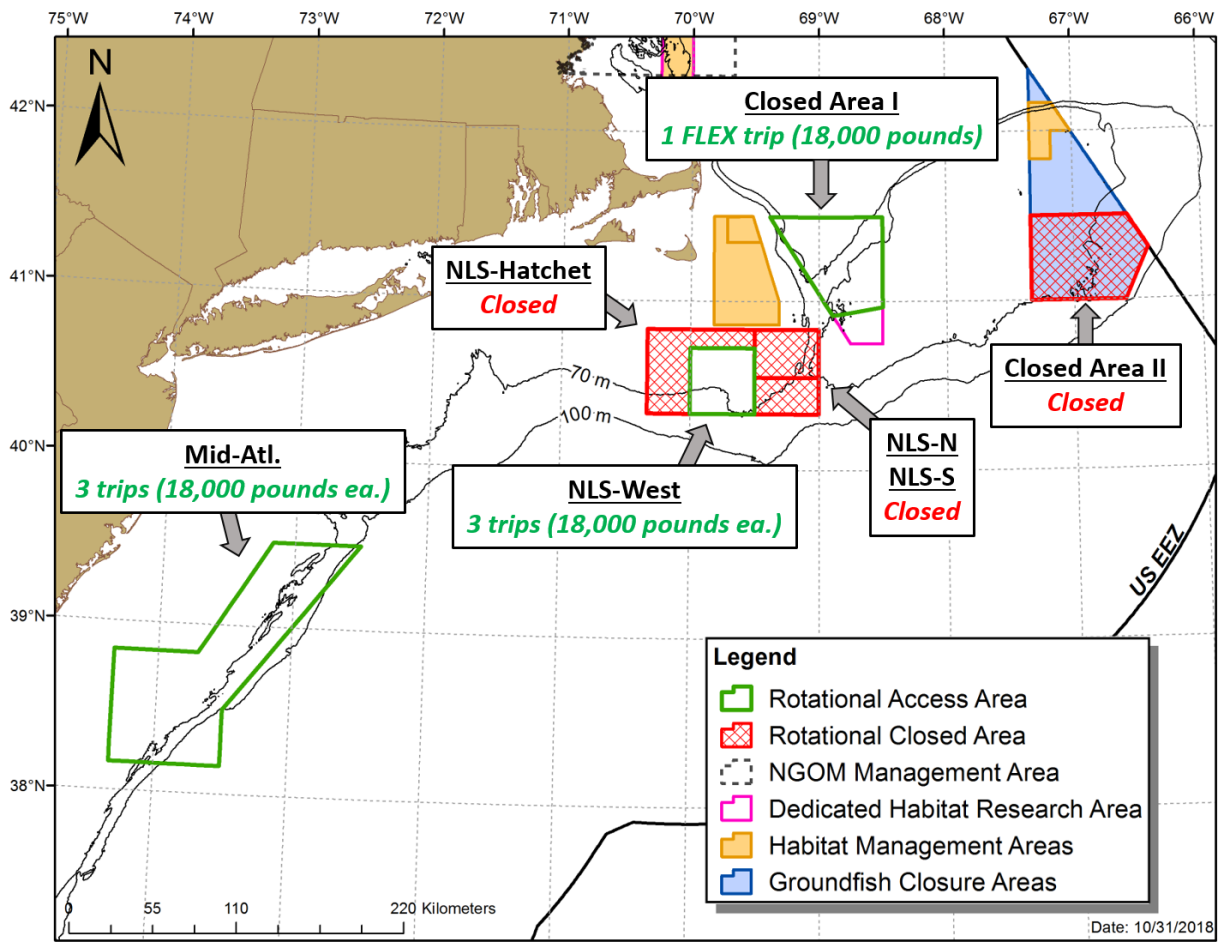 75°W 74°W 73°W 72°W 71°W 70°W 69°W 68°W 67°W 66°W
N
42°N
41°N
40°N
39°N
38°N
Closed Area I
1 FLEX trip (18,000 pounds)
NLS-Hatchet
Closed
Closed Area II
Closed
70 m
100 m
Mid-Atl.
3 trips (18,000 pounds ea.)
NLS-West
3 trips (18,000 pounds ea.)
NLS-N
NLS-S
Closed
US EEZ
Legend
Rotational Access Area
Rotational Closed Area
NGOM Management Area
Dedicated Habitat Research Area
Habitat Management Areas
Groundfish Closure Areas
0 55 110 220 Kilometers
Date: 10/31/2018